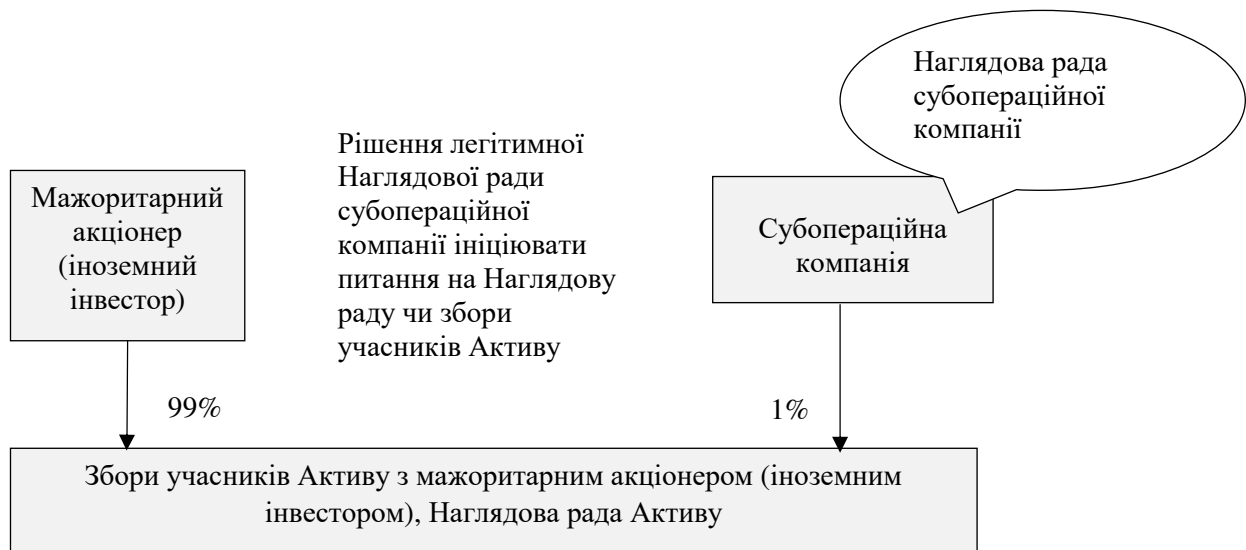 Наглядова рада
субопераційної
компанії
Рішення легітимної
Наглядової ради
субопераційної
компанії ініціювати
питання на Наглядову
раду чи збори
учасників Активу
Мажоритарний
акціонер
(іноземний
інвестор)
Субопераційна
компанія
99%
1%
Збори учасників Активу з мажоритарним акціонером (іноземним
інвестором), Наглядова рада Активу